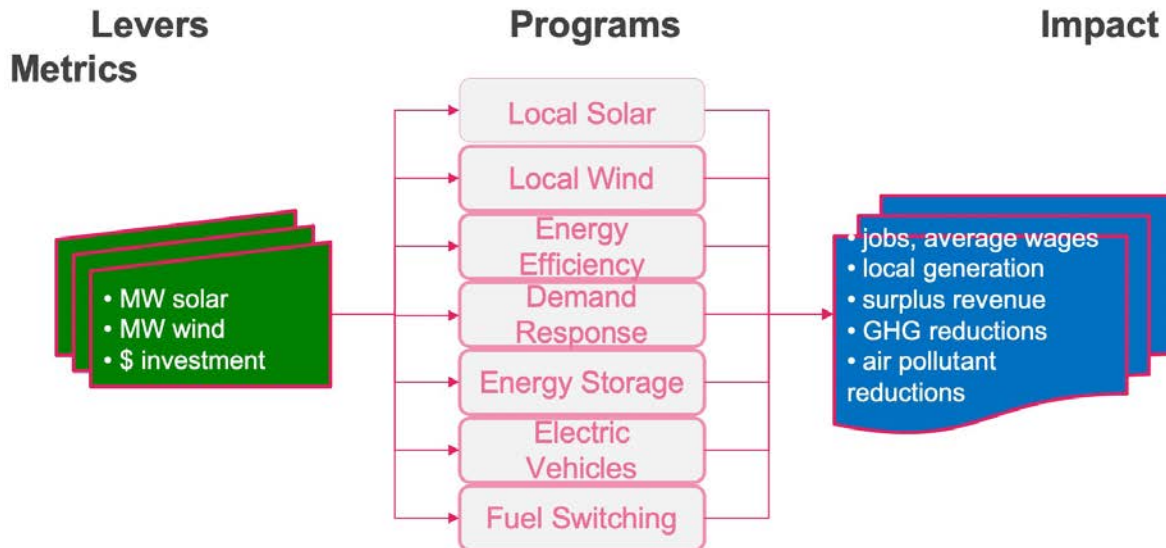 Levers Programs Impact
Metrics
Local Solar
Local Wind
Energy
Efficiency
Demand
Response
Energy Storage
Electric
Vehicles
Fuel Switching
• MW solar
• MW wind
• $ investment
• jobs, average wages
• local generation
• surplus revenue
• GHG reductions
• air pollutant
reductions